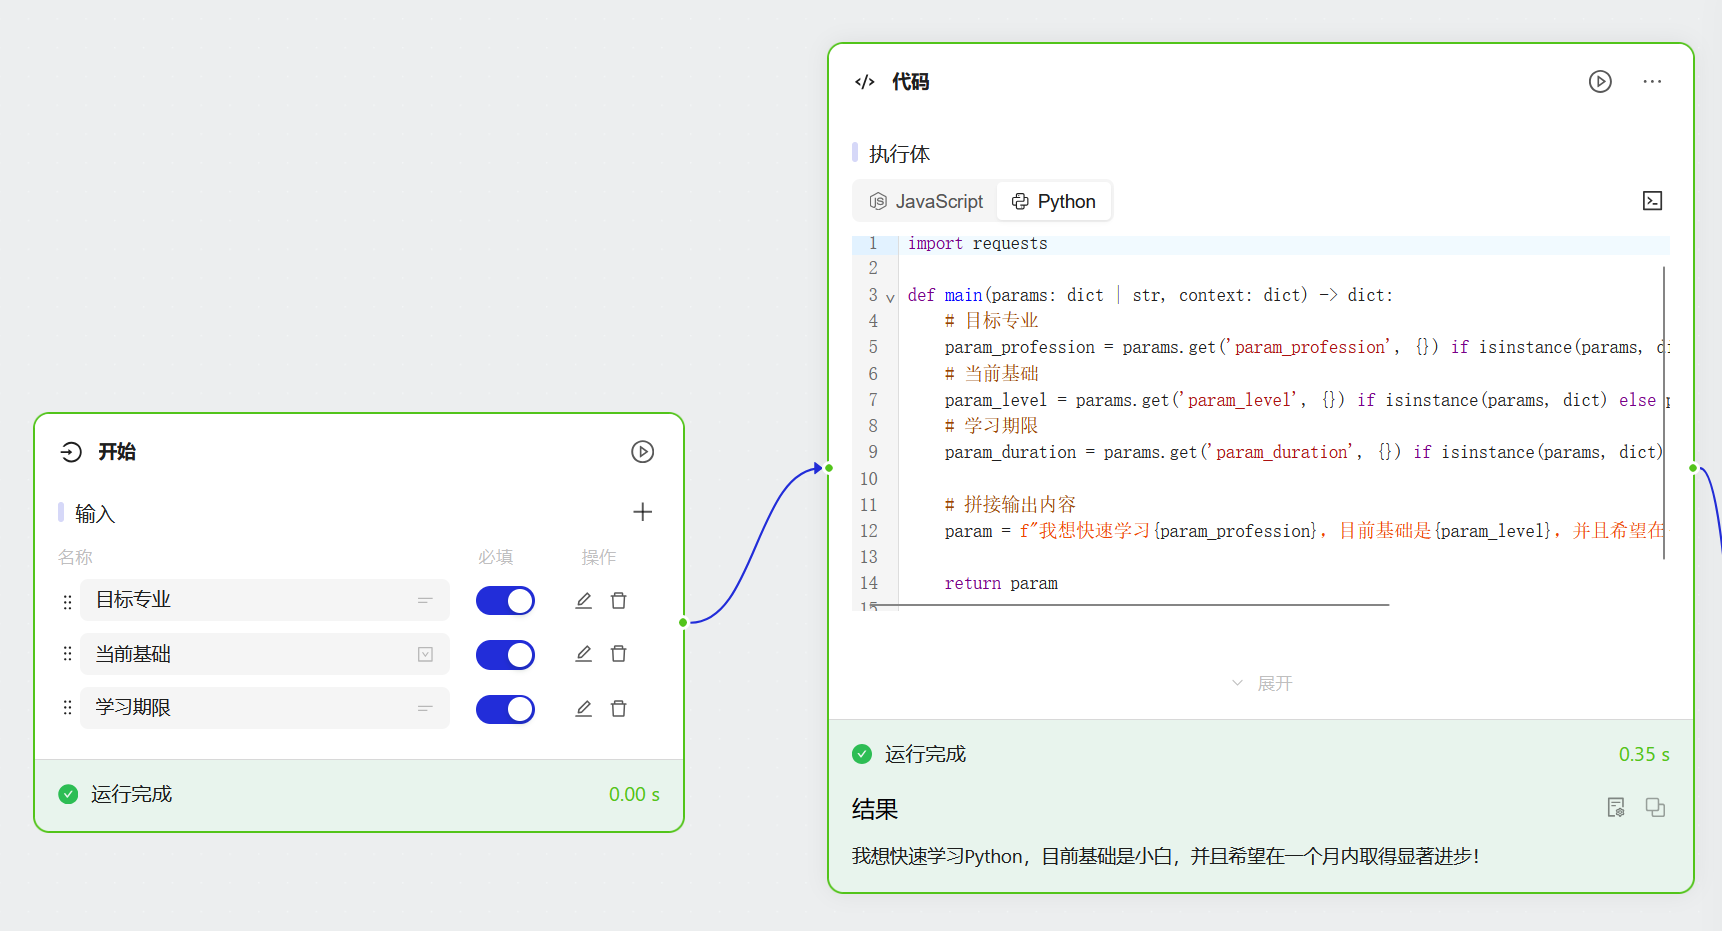 开始
输入
名称 必填 操作
目标专业
当前基础
学习期限
运行完成 0.00 s
代码
执行体
JavaScript Python
1 import requests
2
3 def main(params: dict | str, context: dict) -> dict:
4 # 目标专业
5 param_profession = params.get('param_profession', {}) if isinstance(params, di
6 # 当前基础
7 param_level = params.get('param_level', {}) if isinstance(params, dict) else p
8 # 学习期限
9 param_duration = params.get('param_duration', {}) if isinstance(params, dict)
10
11 # 拼接输出内容
12 param = f"我想快速学习{param_profession}，目前基础是{param_level}，并且希望在
13
14 return param
15
展开
运行完成 0.35 s
结果
我想快速学习Python，目前基础是小白，并且希望在一个月内取得显著进步！